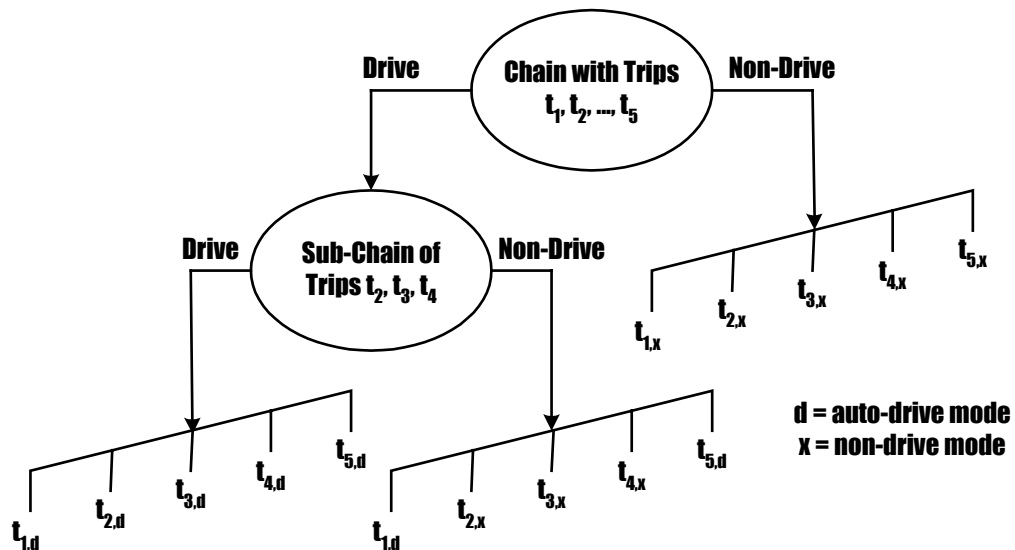 Drive
Chain with Trips
t1, t2, ..., t5
Non-Drive
Drive
Sub-Chain of
Trips t2, t3, t4
Non-Drive
t1,x
t2,x
t3,x
t4,x
t5,x
d = auto-drive mode
x = non-drive mode
t1,d
t2,d
t3,d
t4,d
t5,d
t1,d
t2,x
t3,x
t4,x
t5,d